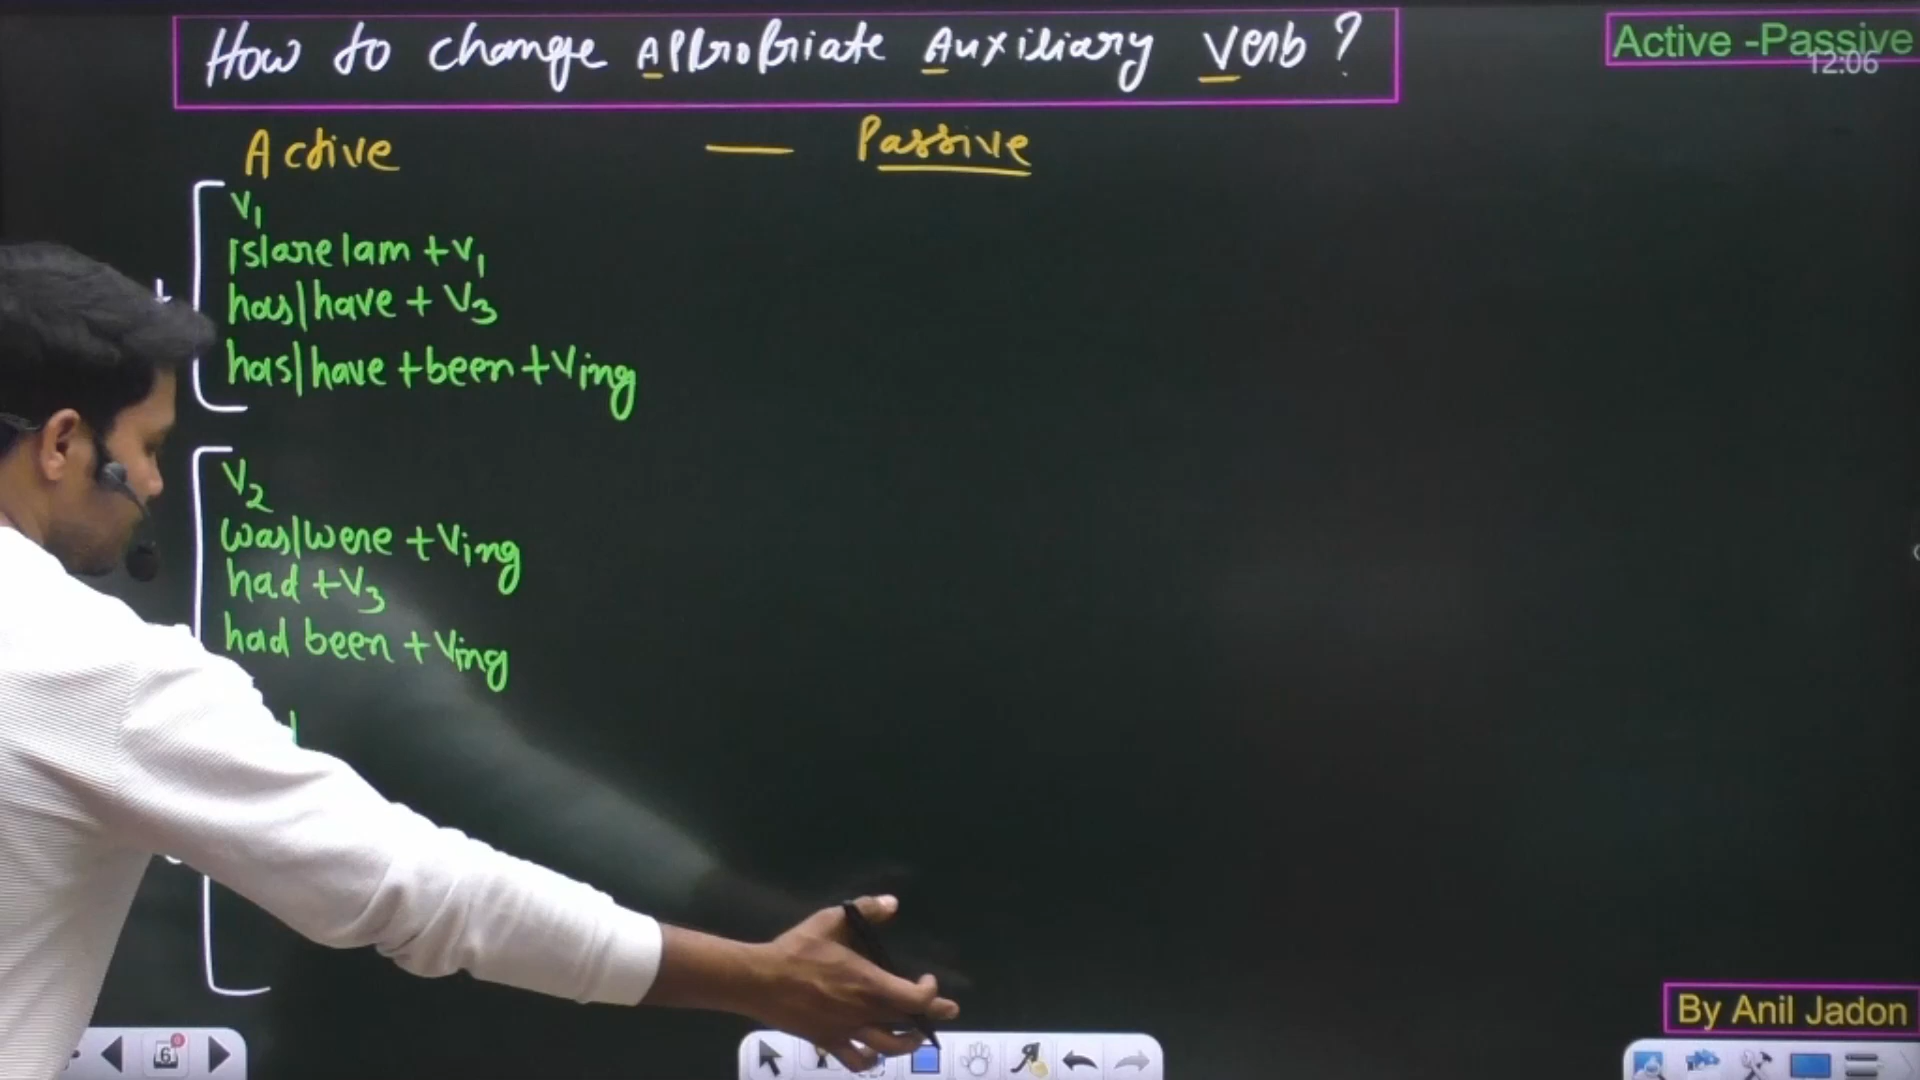 How to change Appropriate Auxiliary Verb ?
Active -Passive
12:06
Active — Passive
V1
is/are/am + V1
has/have + V3
has/have + been + Ving
V2
was/were + Ving
had + V3
had been + Ving
By Anil Jadon